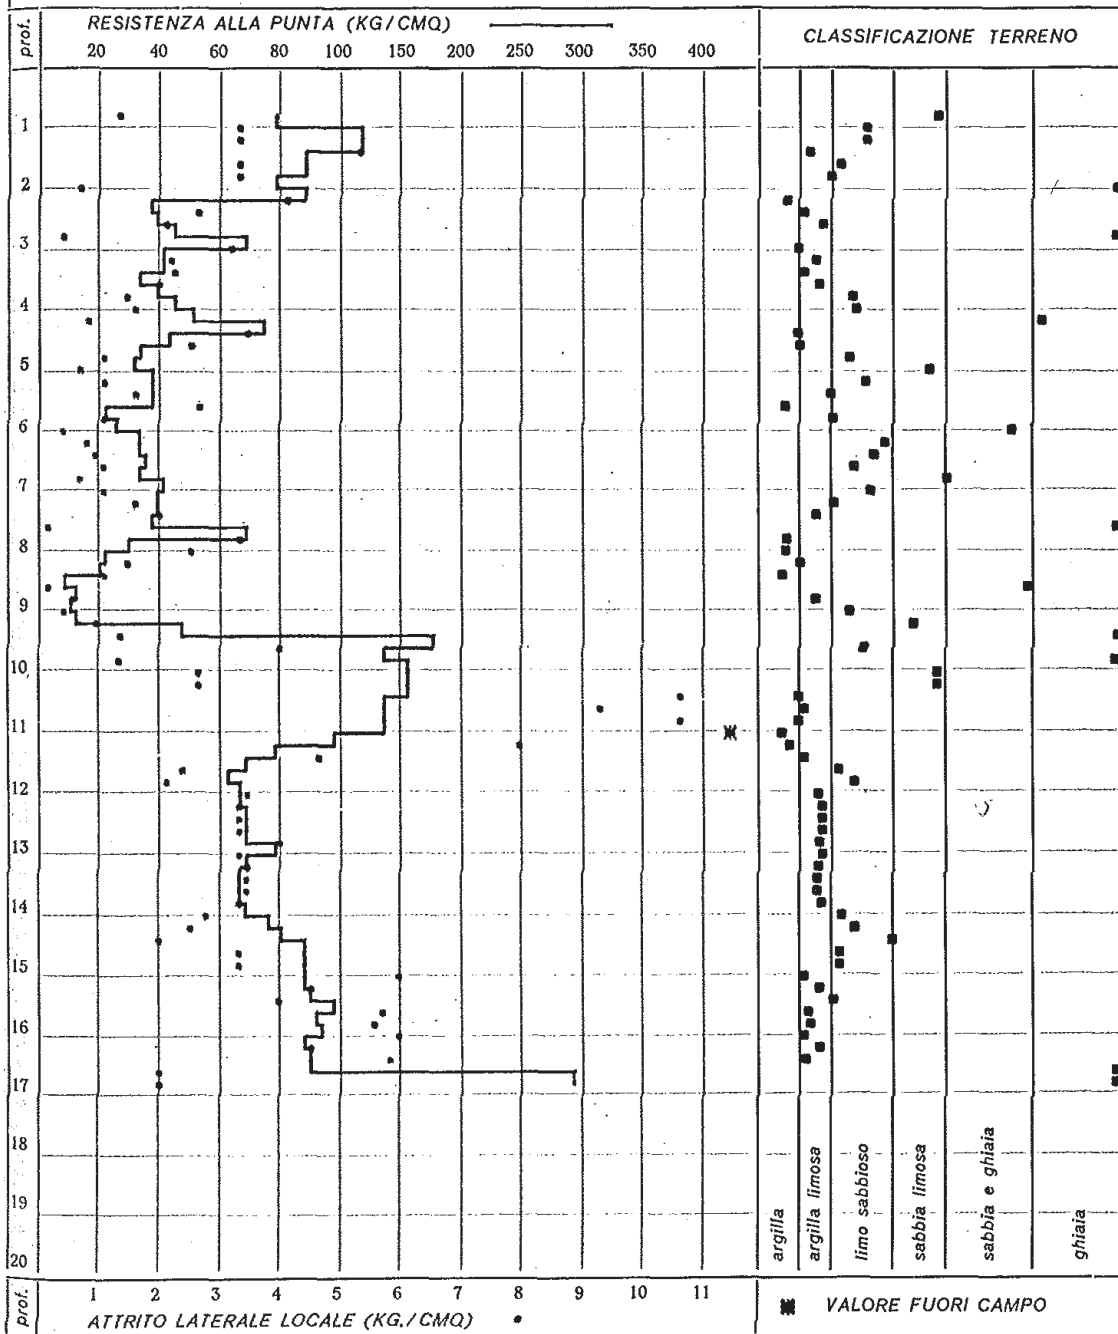 prof.
RESISTENZA ALLA PUNTA (KG/CMQ)
20 40 60 80 100 150 180 200 250 300 350 400
CLASSIFICAZIONE TERRENO
1
2
3
4
5
6
7
8
9
10
11
12
13
14
15
16
17
18
19
20
argilla
argilla limosa
limo sabbioso
sabbia limosa
sabbia e ghiaia
ghiaia
prof.
1 2 3 4 5 6 7 8 9 10 11
ATTRITO LATERALE LOCALE (KG./CMQ)
VALORE FUORI CAMPO